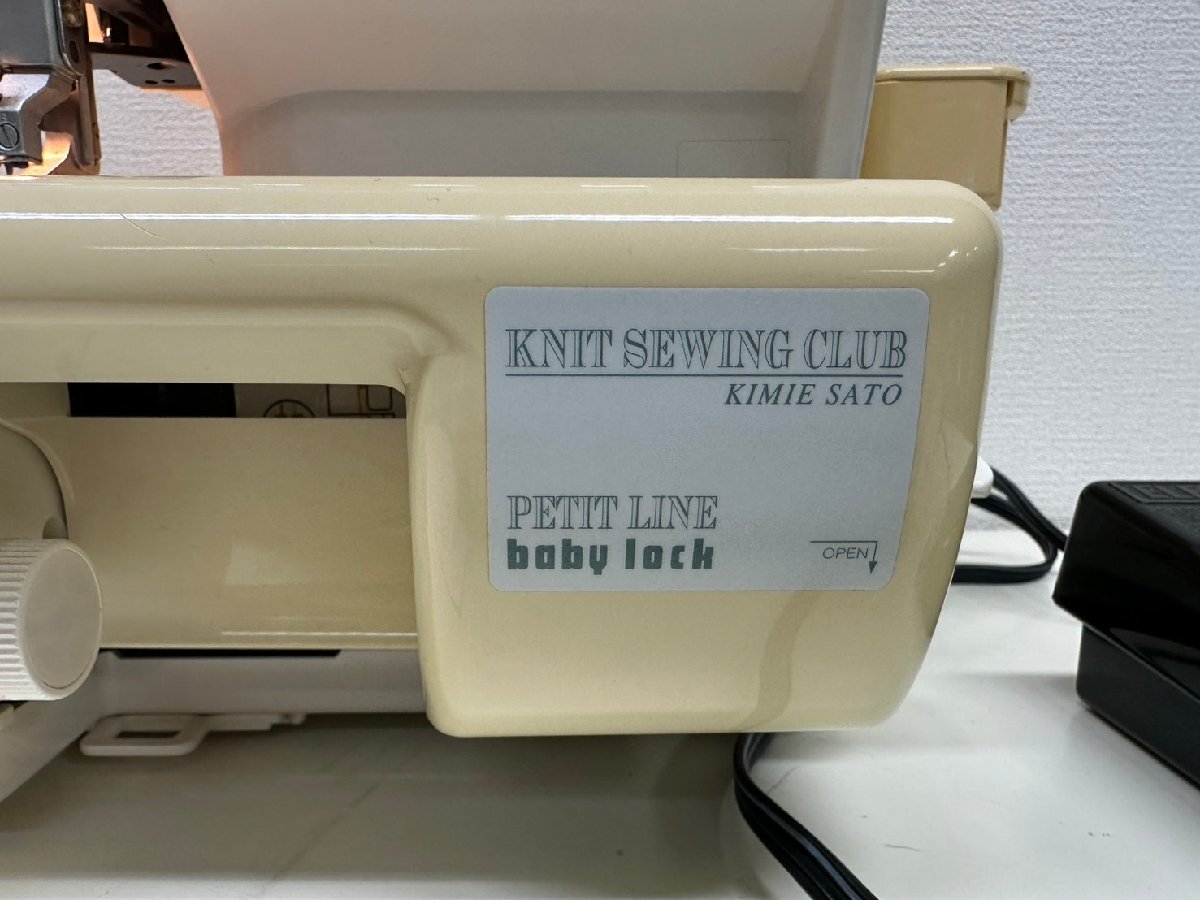 KNIT SEWING CLUB
KIMIE SATO
PETIT LINE
baby lock
OPEN